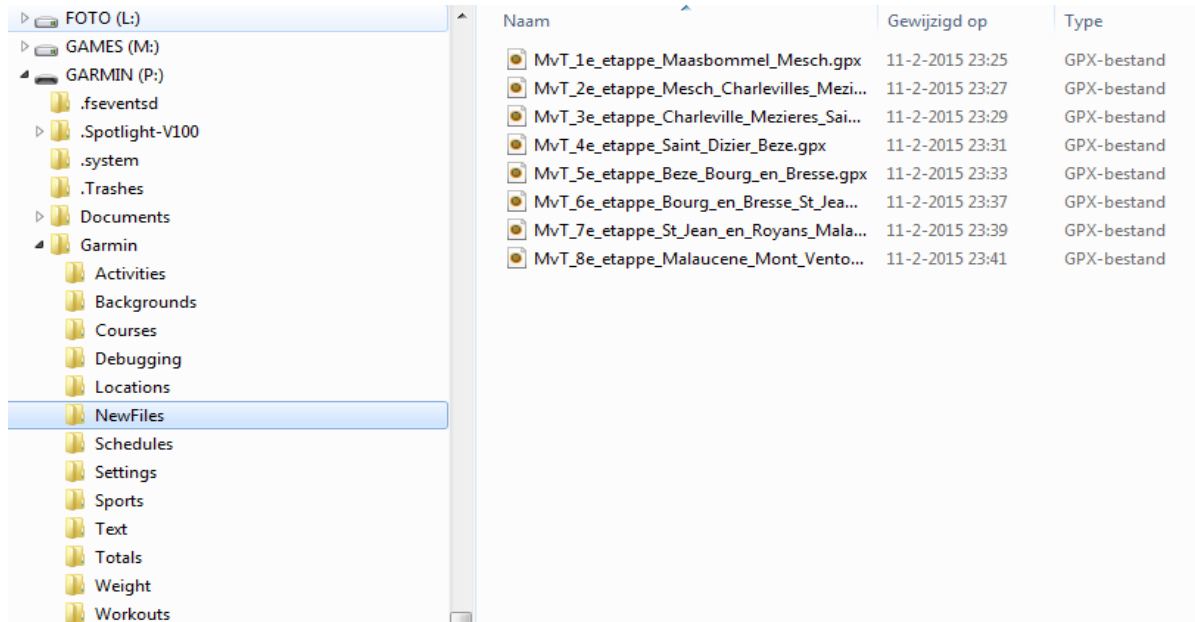 FOTO (L:)
GAMES (M:)
GARMIN (P:)
.fseventsd
.Spotlight-V100
.system
.Trashes
Documents
Garmin
Activities
Backgrounds
Courses
Debugging
Locations
NewFiles
Schedules
Settings
Sports
Text
Totals
Weight
Workouts
Naam Gewijzigd op Type
MvT_1e_etappe_Maasbommel_Mesch.gpx 11-2-2015 23:25 GPX-bestand
MvT_2e_etappe_Mesch_Charlevilles_Mezi... 11-2-2015 23:27 GPX-bestand
MvT_3e_etappe_Charleville_Mezieres_Sai... 11-2-2015 23:29 GPX-bestand
MvT_4e_etappe_Saint_Dizier_Beze.gpx 11-2-2015 23:31 GPX-bestand
MvT_5e_etappe_Beze_Bourg_en_Bresse.gpx 11-2-2015 23:33 GPX-bestand
MvT_6e_etappe_Bourg_en_Bresse_St_Jea... 11-2-2015 23:37 GPX-bestand
MvT_7e_etappe_St_Jean_en_Royans_Mala... 11-2-2015 23:39 GPX-bestand
MvT_8e_etappe_Malaucene_Mont_Vento... 11-2-2015 23:41 GPX-bestand